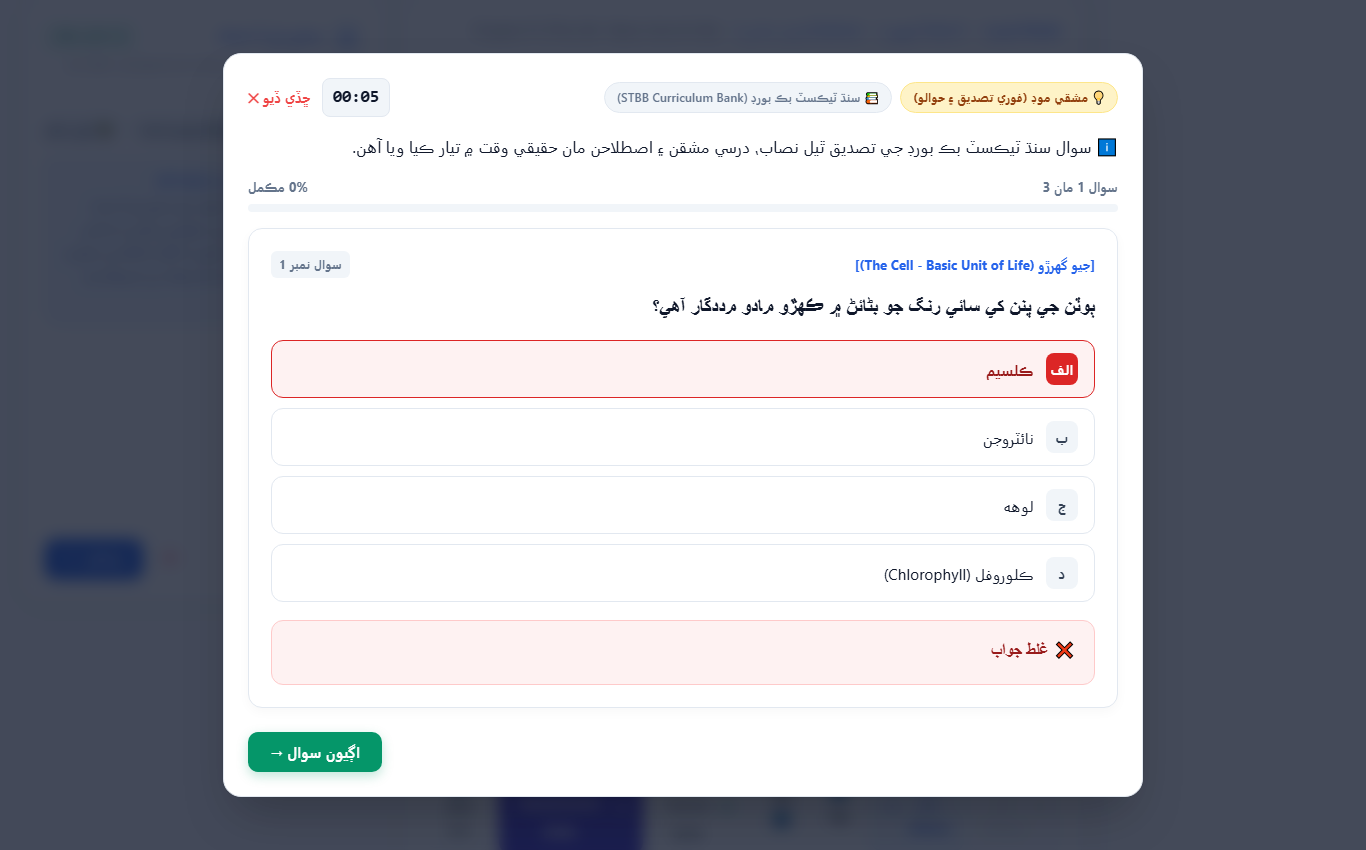 💡 مشقي موڊ (فوري تصديق ۽ حوالو)
📚 سنڌ ٽيڪسٽ بڪ بورڊ (STBB Curriculum Bank)
00:05
ڇڏي ڏيو ✕
ℹ️ سوال سنڌ ٽيڪسٽ بڪ بورڊ جي تصديق ٿيل نصاب، درسي مشقن ۽ اصطلاحن مان حقيقي وقت ۾ تيار ڪيا ويا آهن.
سوال 1 مان 3
0% مڪمل
[جيو گهرڙو (The Cell - Basic Unit of Life)]
سوال نمبر 1
ٻوٽن جي پنن کي سائي رنگ جو بڻائڻ ۾ ڪهڙو مادو مددگار آهي؟
الف ڪلسيم
ب نائٽروجن
ج لوهه
د ڪلوروفل (Chlorophyll)
❌ غلط جواب
اڳيون سوال →